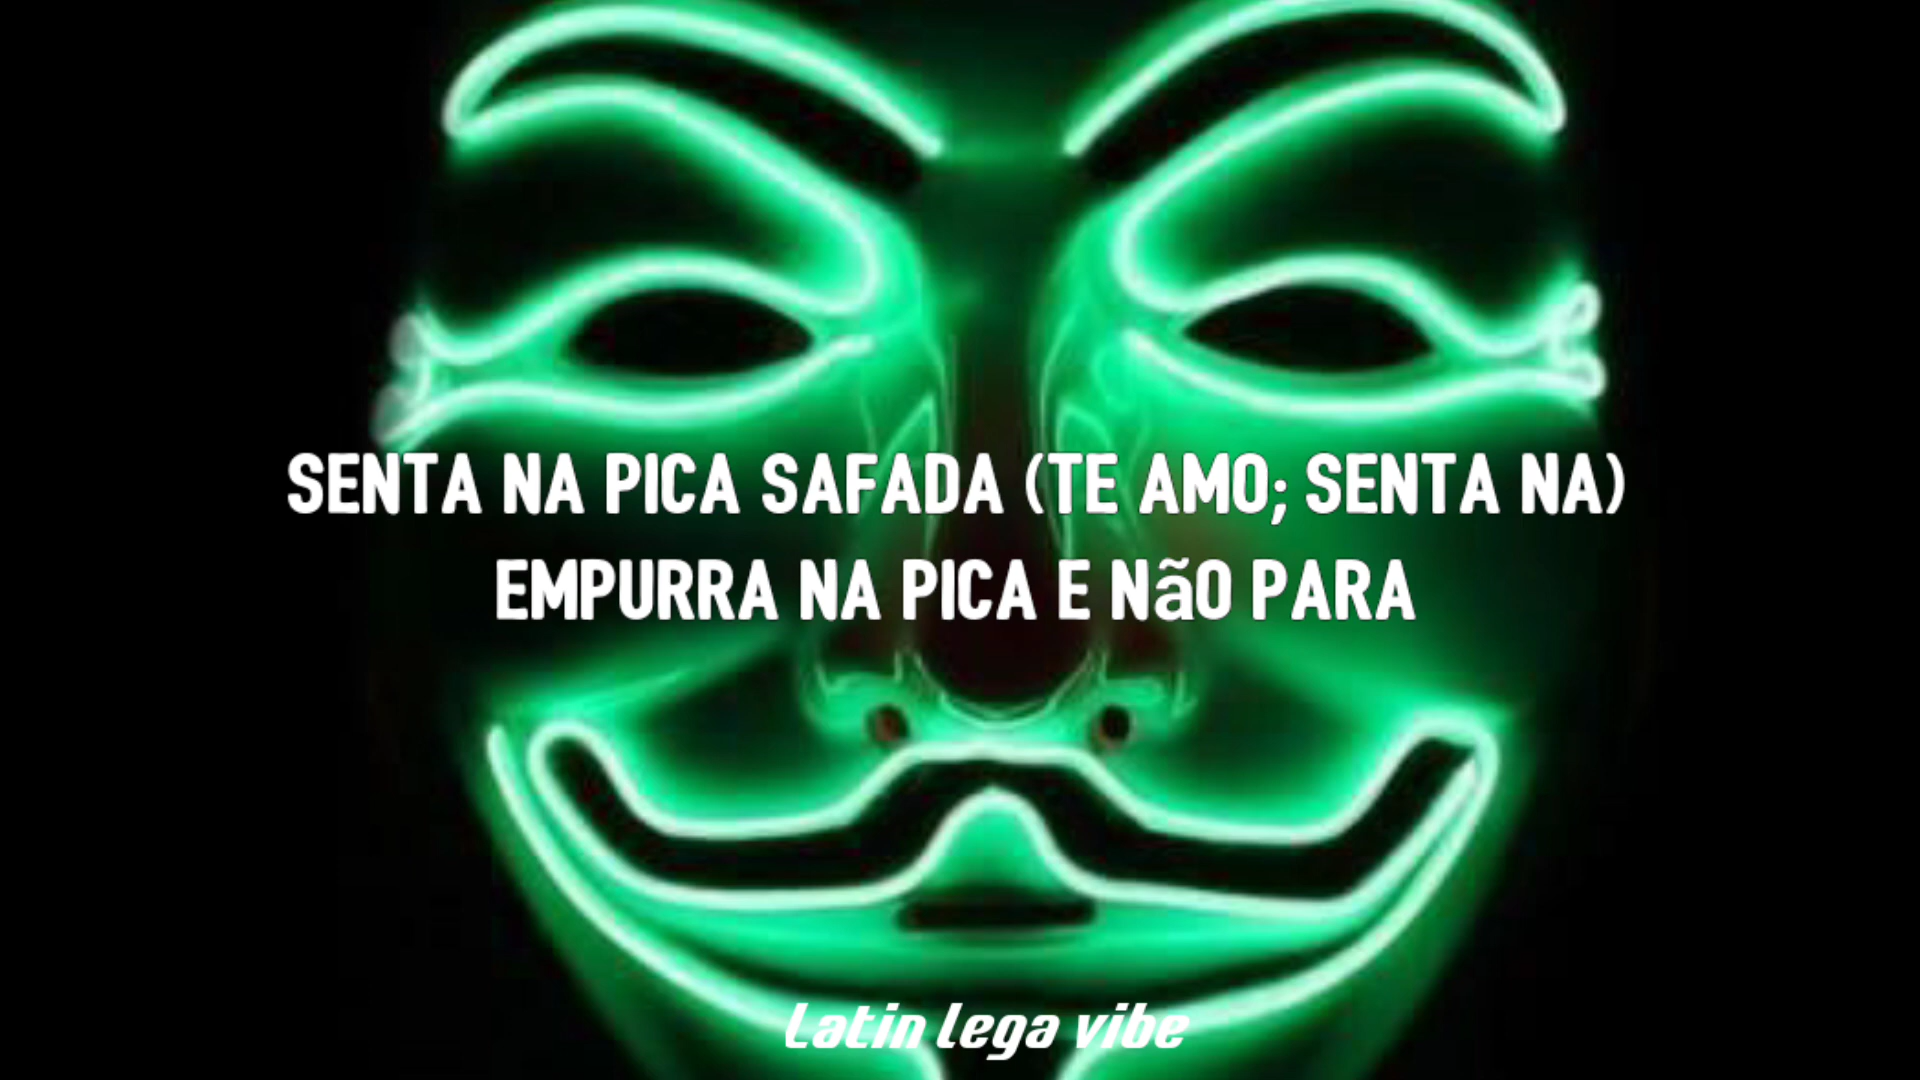 SENTA NA PICA SAFADA (TE AMO; SENTA NA)
EMPURRA NA PICA E NãO PARA
Latin lega vibe